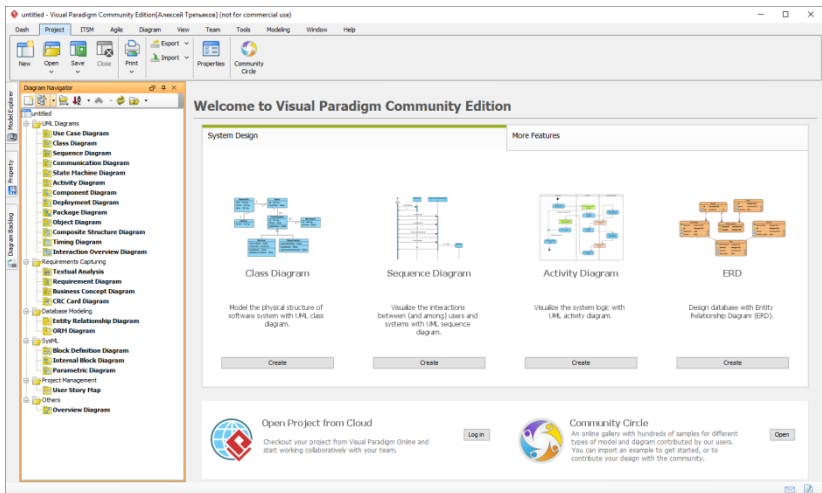 untitled - Visual Paradigm Community Edition[Алексей Третьяков] (not for commercial use)
Dash Project ITSM Agile Diagram View Team Tools Modeling Window Help
New Open Save Close Print Export Import Properties Community Circle
Diagram Navigator
Model Explorer
Property
Diagram Backlog
untitled
UML Diagrams
Use Case Diagram
Class Diagram
Sequence Diagram
Communication Diagram
State Machine Diagram
Activity Diagram
Component Diagram
Deployment Diagram
Package Diagram
Object Diagram
Composite Structure Diagram
Timing Diagram
Interaction Overview Diagram
Requirements Capturing
Textual Analysis
Requirement Diagram
Business Concept Diagram
CRC Card Diagram
Database Modeling
Entity Relationship Diagram
ORM Diagram
SysML
Block Definition Diagram
Internal Block Diagram
Parametric Diagram
Project Management
User Story Map
Others
Overview Diagram
Welcome to Visual Paradigm Community Edition
System Design
More Features
Class Diagram
Model the physical structure of
software system with UML class
diagram.
Create
Sequence Diagram
Visualize the interactions
between (and among) users and
systems with UML sequence
diagram.
Create
Activity Diagram
Visualize the system logic with
UML activity diagram.
Create
ERD
Design database with Entity
Relationship Diagram (ERD).
Create
Open Project from Cloud
Checkout your project from Visual Paradigm Online and
start working collaboratively with your team.
Log in
Community Circle
An online gallery with hundreds of samples for different
types of model and diagram contributed by our users.
You can import an example to get started, or to
contribute your design with the community.
Open